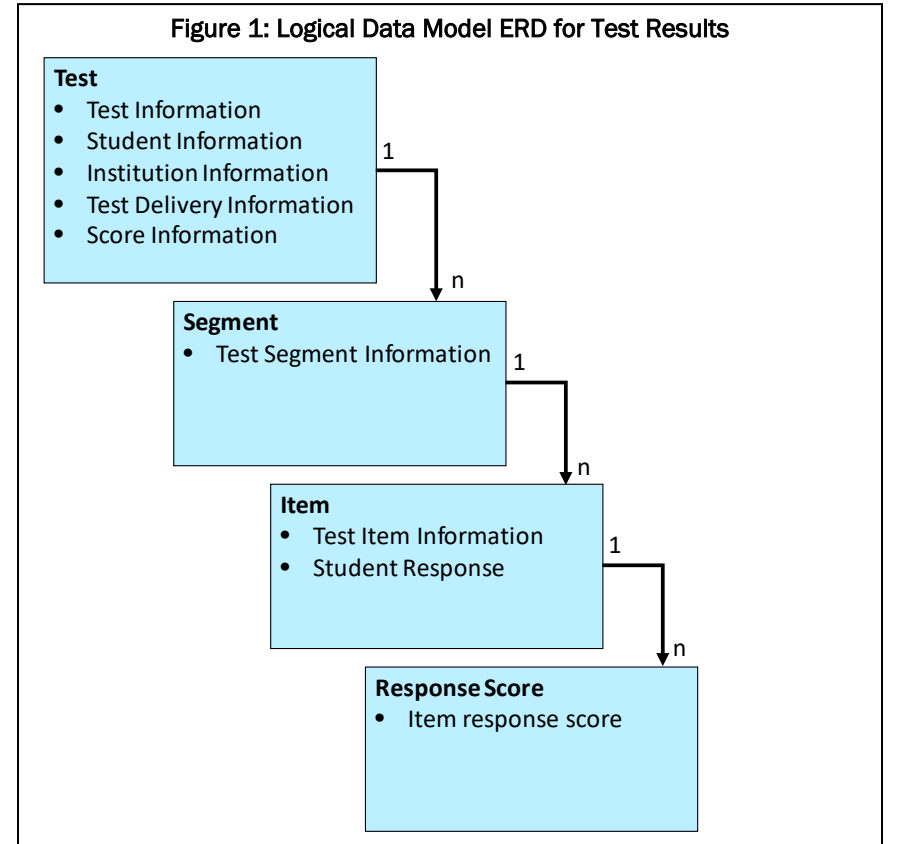 Figure 1: Logical Data Model ERD for Test Results
Test
• Test Information
• Student Information
• Institution Information
• Test Delivery Information
• Score Information
1
n
Segment
• Test Segment Information
1
n
Item
• Test Item Information
• Student Response
1
n
Response Score
• Item response score